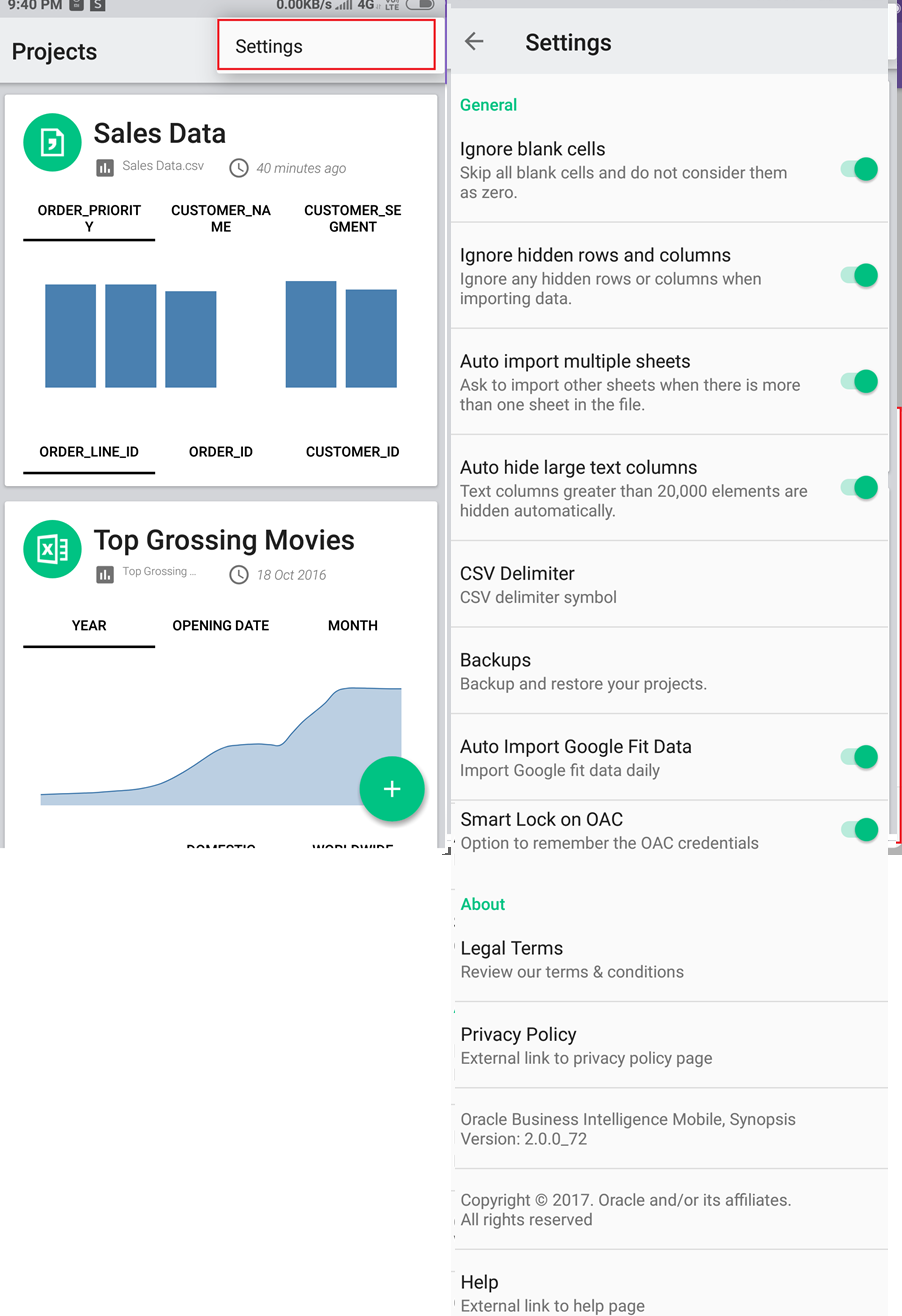 9:40 PM S 0.00KB/s 4G VoLTE
Projects
Settings
Sales Data
Sales Data.csv 40 minutes ago
ORDER_PRIORIT
Y
CUSTOMER_NA
ME
CUSTOMER_SE
GMENT
ORDER_LINE_ID ORDER_ID CUSTOMER_ID
Top Grossing Movies
Top Grossing ... 18 Oct 2016
YEAR OPENING DATE MONTH
DOMESTIC WORLDWIDE
Settings
General
Ignore blank cells
Skip all blank cells and do not consider them
as zero.
Ignore hidden rows and columns
Ignore any hidden rows or columns when
importing data.
Auto import multiple sheets
Ask to import other sheets when there is more
than one sheet in the file.
Auto hide large text columns
Text columns greater than 20,000 elements are
hidden automatically.
CSV Delimiter
CSV delimiter symbol
Backups
Backup and restore your projects.
Auto Import Google Fit Data
Import Google fit data daily
Smart Lock on OAC
Option to remember the OAC credentials
About
Legal Terms
Review our terms & conditions
Privacy Policy
External link to privacy policy page
Oracle Business Intelligence Mobile, Synopsis
Version: 2.0.0_72
Copyright © 2017. Oracle and/or its affiliates.
All rights reserved
Help
External link to help page